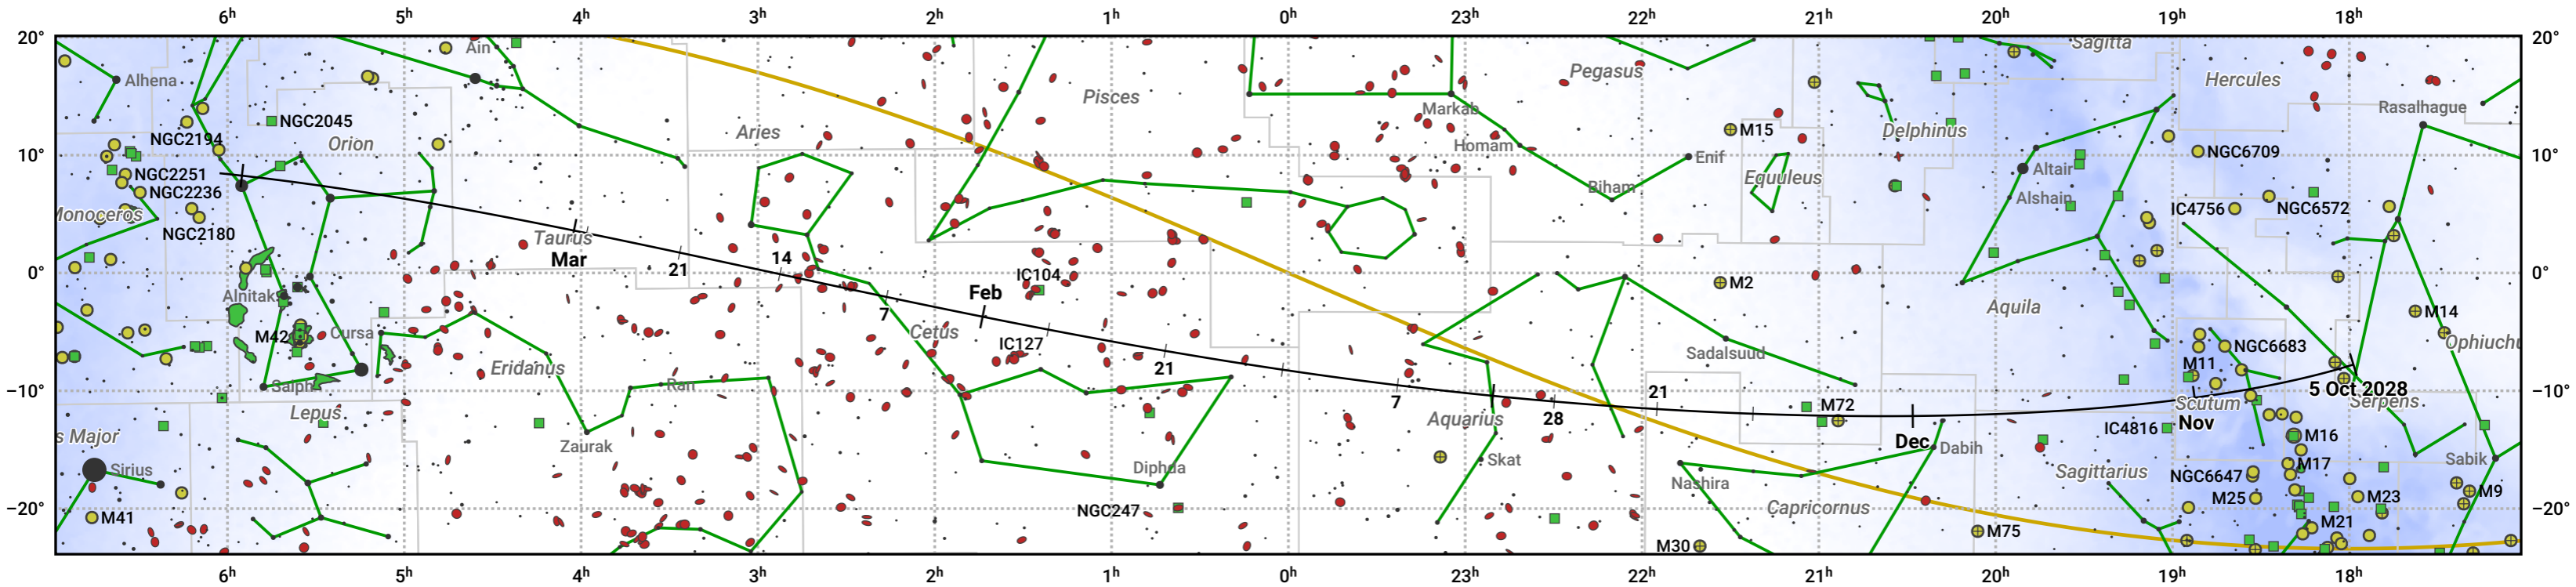 6h 5h 4h 3h 2h 1h 0h 23h 22h 21h 20h 19h 18h
20° 20°
Ain Sagitta
Alhena Pegasus Hercules
Pisces
Markab Rasalhague
NGC2045 M15
NGC2194 Orion Aries Delphinus
Homam NGC6709
10° Enif 10°
NGC2251 Altair
NGC2236 Biham Equuleus
Alshain
Monoceros IC4756 NGC6572
NGC2180
Taurus
Mar
21 14
0° IC104 M2 0°
Feb
Alnitak Aquila
7 M14
M42 Cursa Cetus
IC127 Sadalsuud NGC6683 Ophiuchu
Eridanus 21 M11
Saiph Ran 5 Oct 2028
−10° 7 21 −10°
Lepus Aquarius 28 M72 Scutum Serpens
Nov
s Major Zaurak Dec IC4816 M16
Dabih
Sirius Diphda Skat Sagittarius M17 Sabik
Nashira NGC6647
M25 M23 M9
−20° NGC247 Capricornus −20°
M41 M21
M75
M30
6h 5h 4h 3h 2h 1h 0h 23h 22h 21h 20h 19h 18h